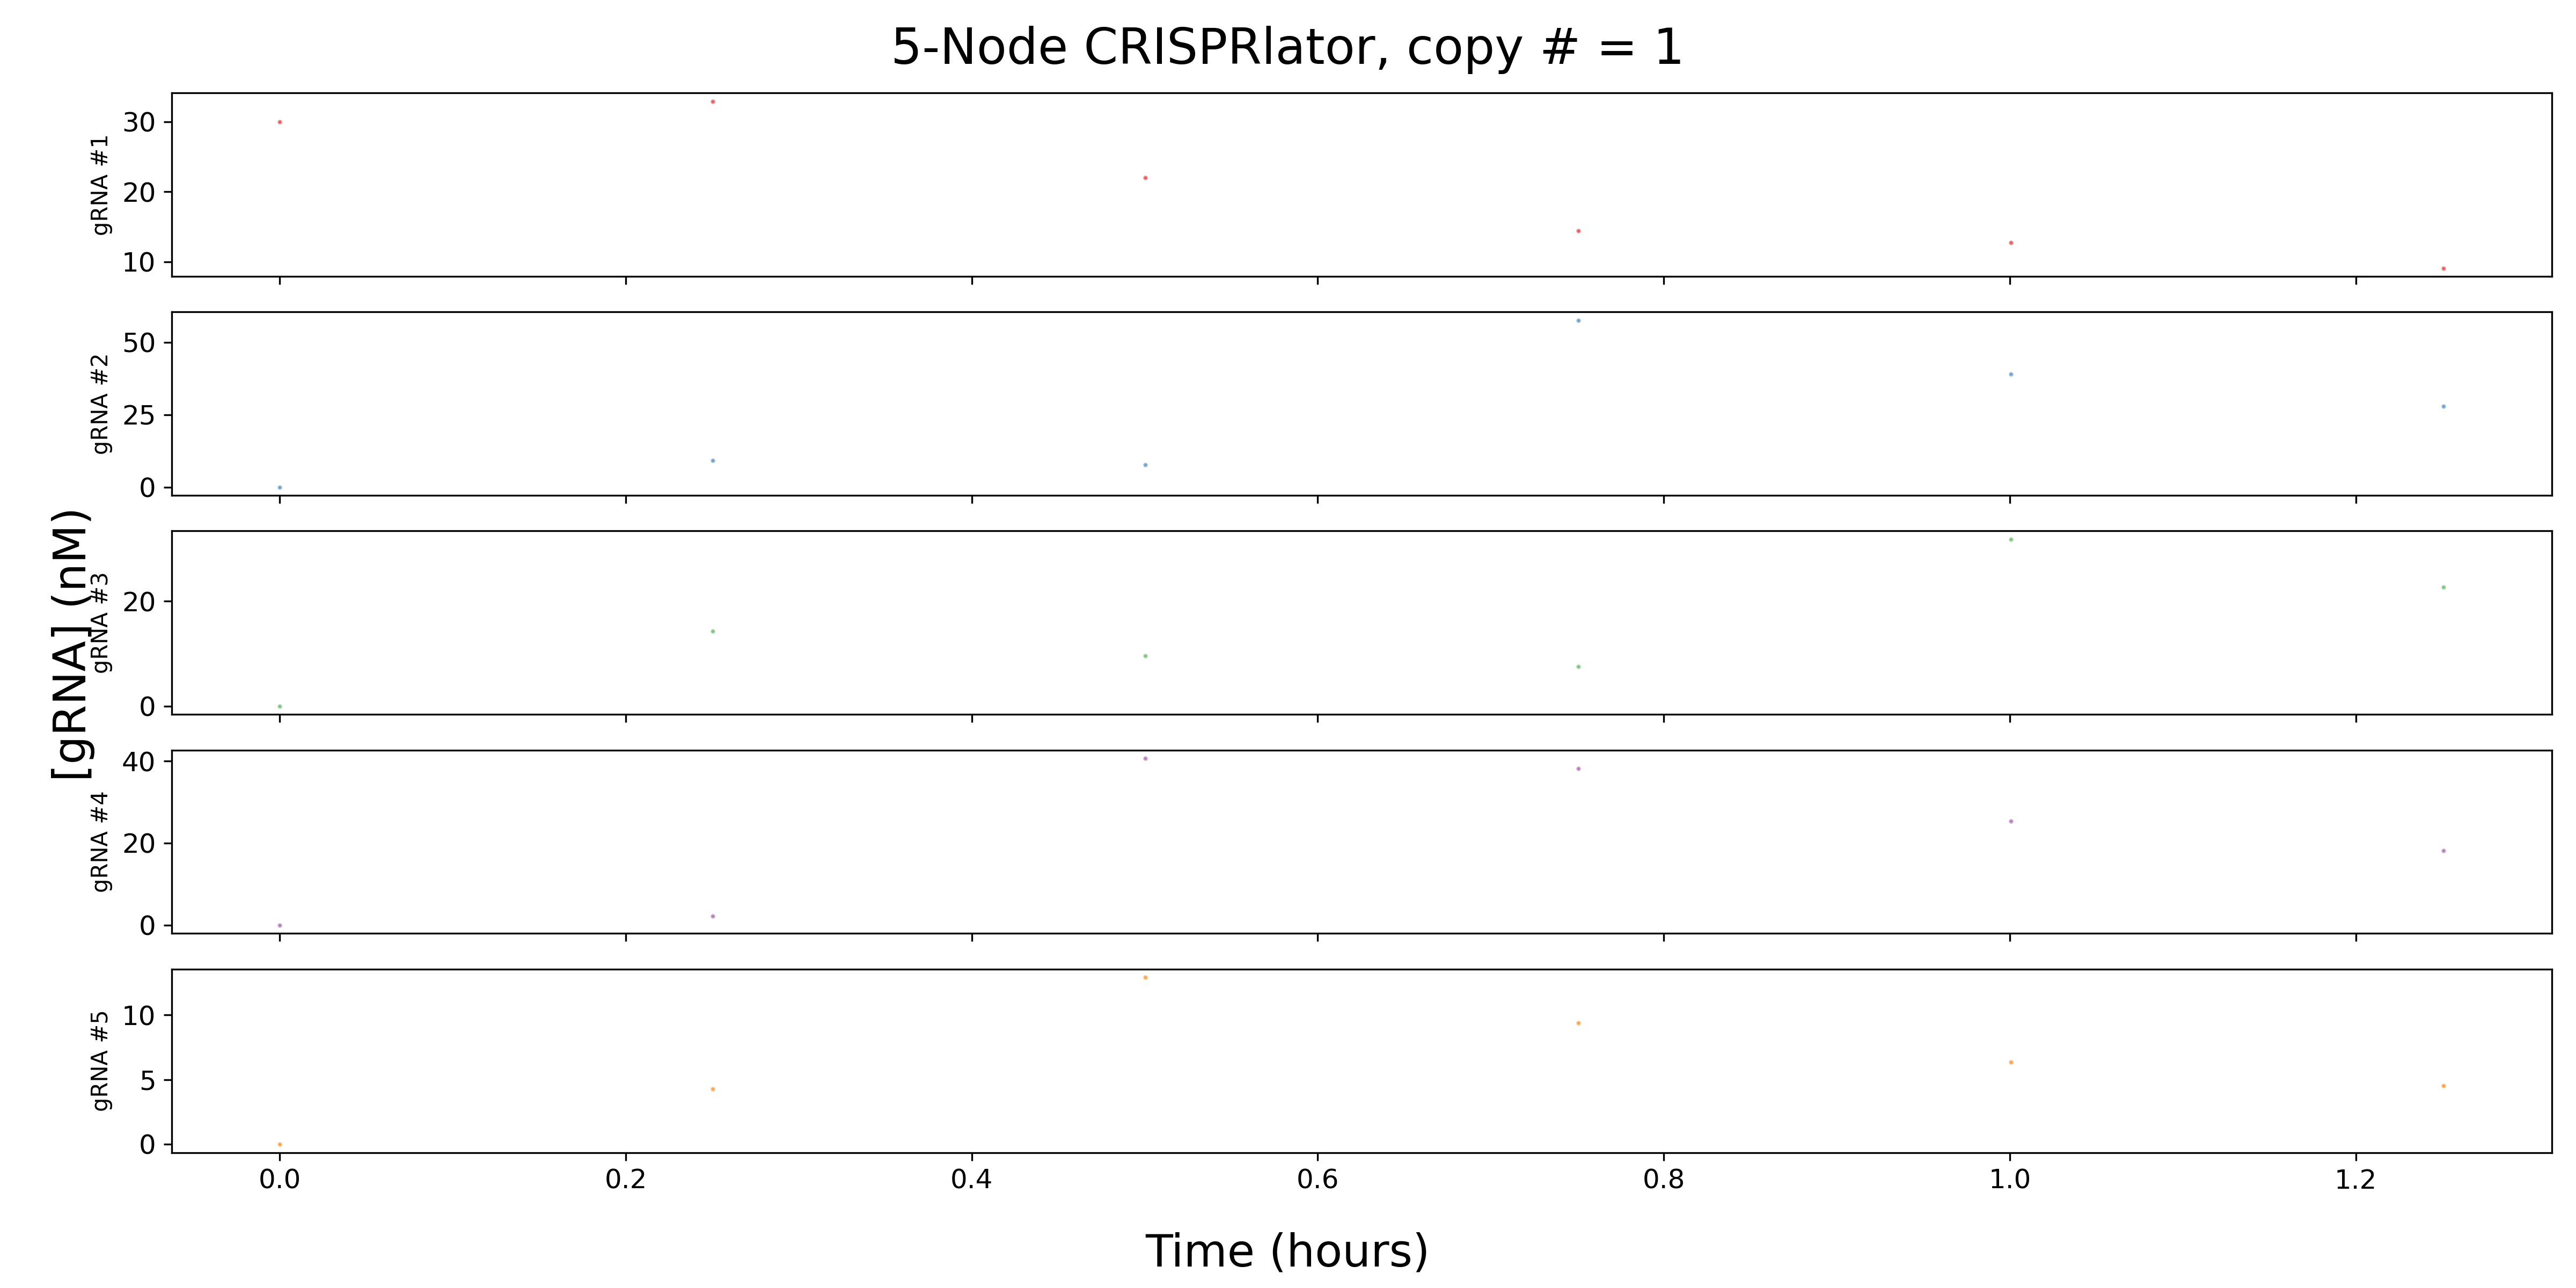 5-Node CRISPRlator, copy # = 1
[gRNA] (nM)
gRNA #1
30
20
10
gRNA #2
50
25
0
gRNA #3
20
0
gRNA #4
40
20
0
gRNA #5
10
5
0
0.0 0.2 0.4 0.6 0.8 1.0 1.2
Time (hours)